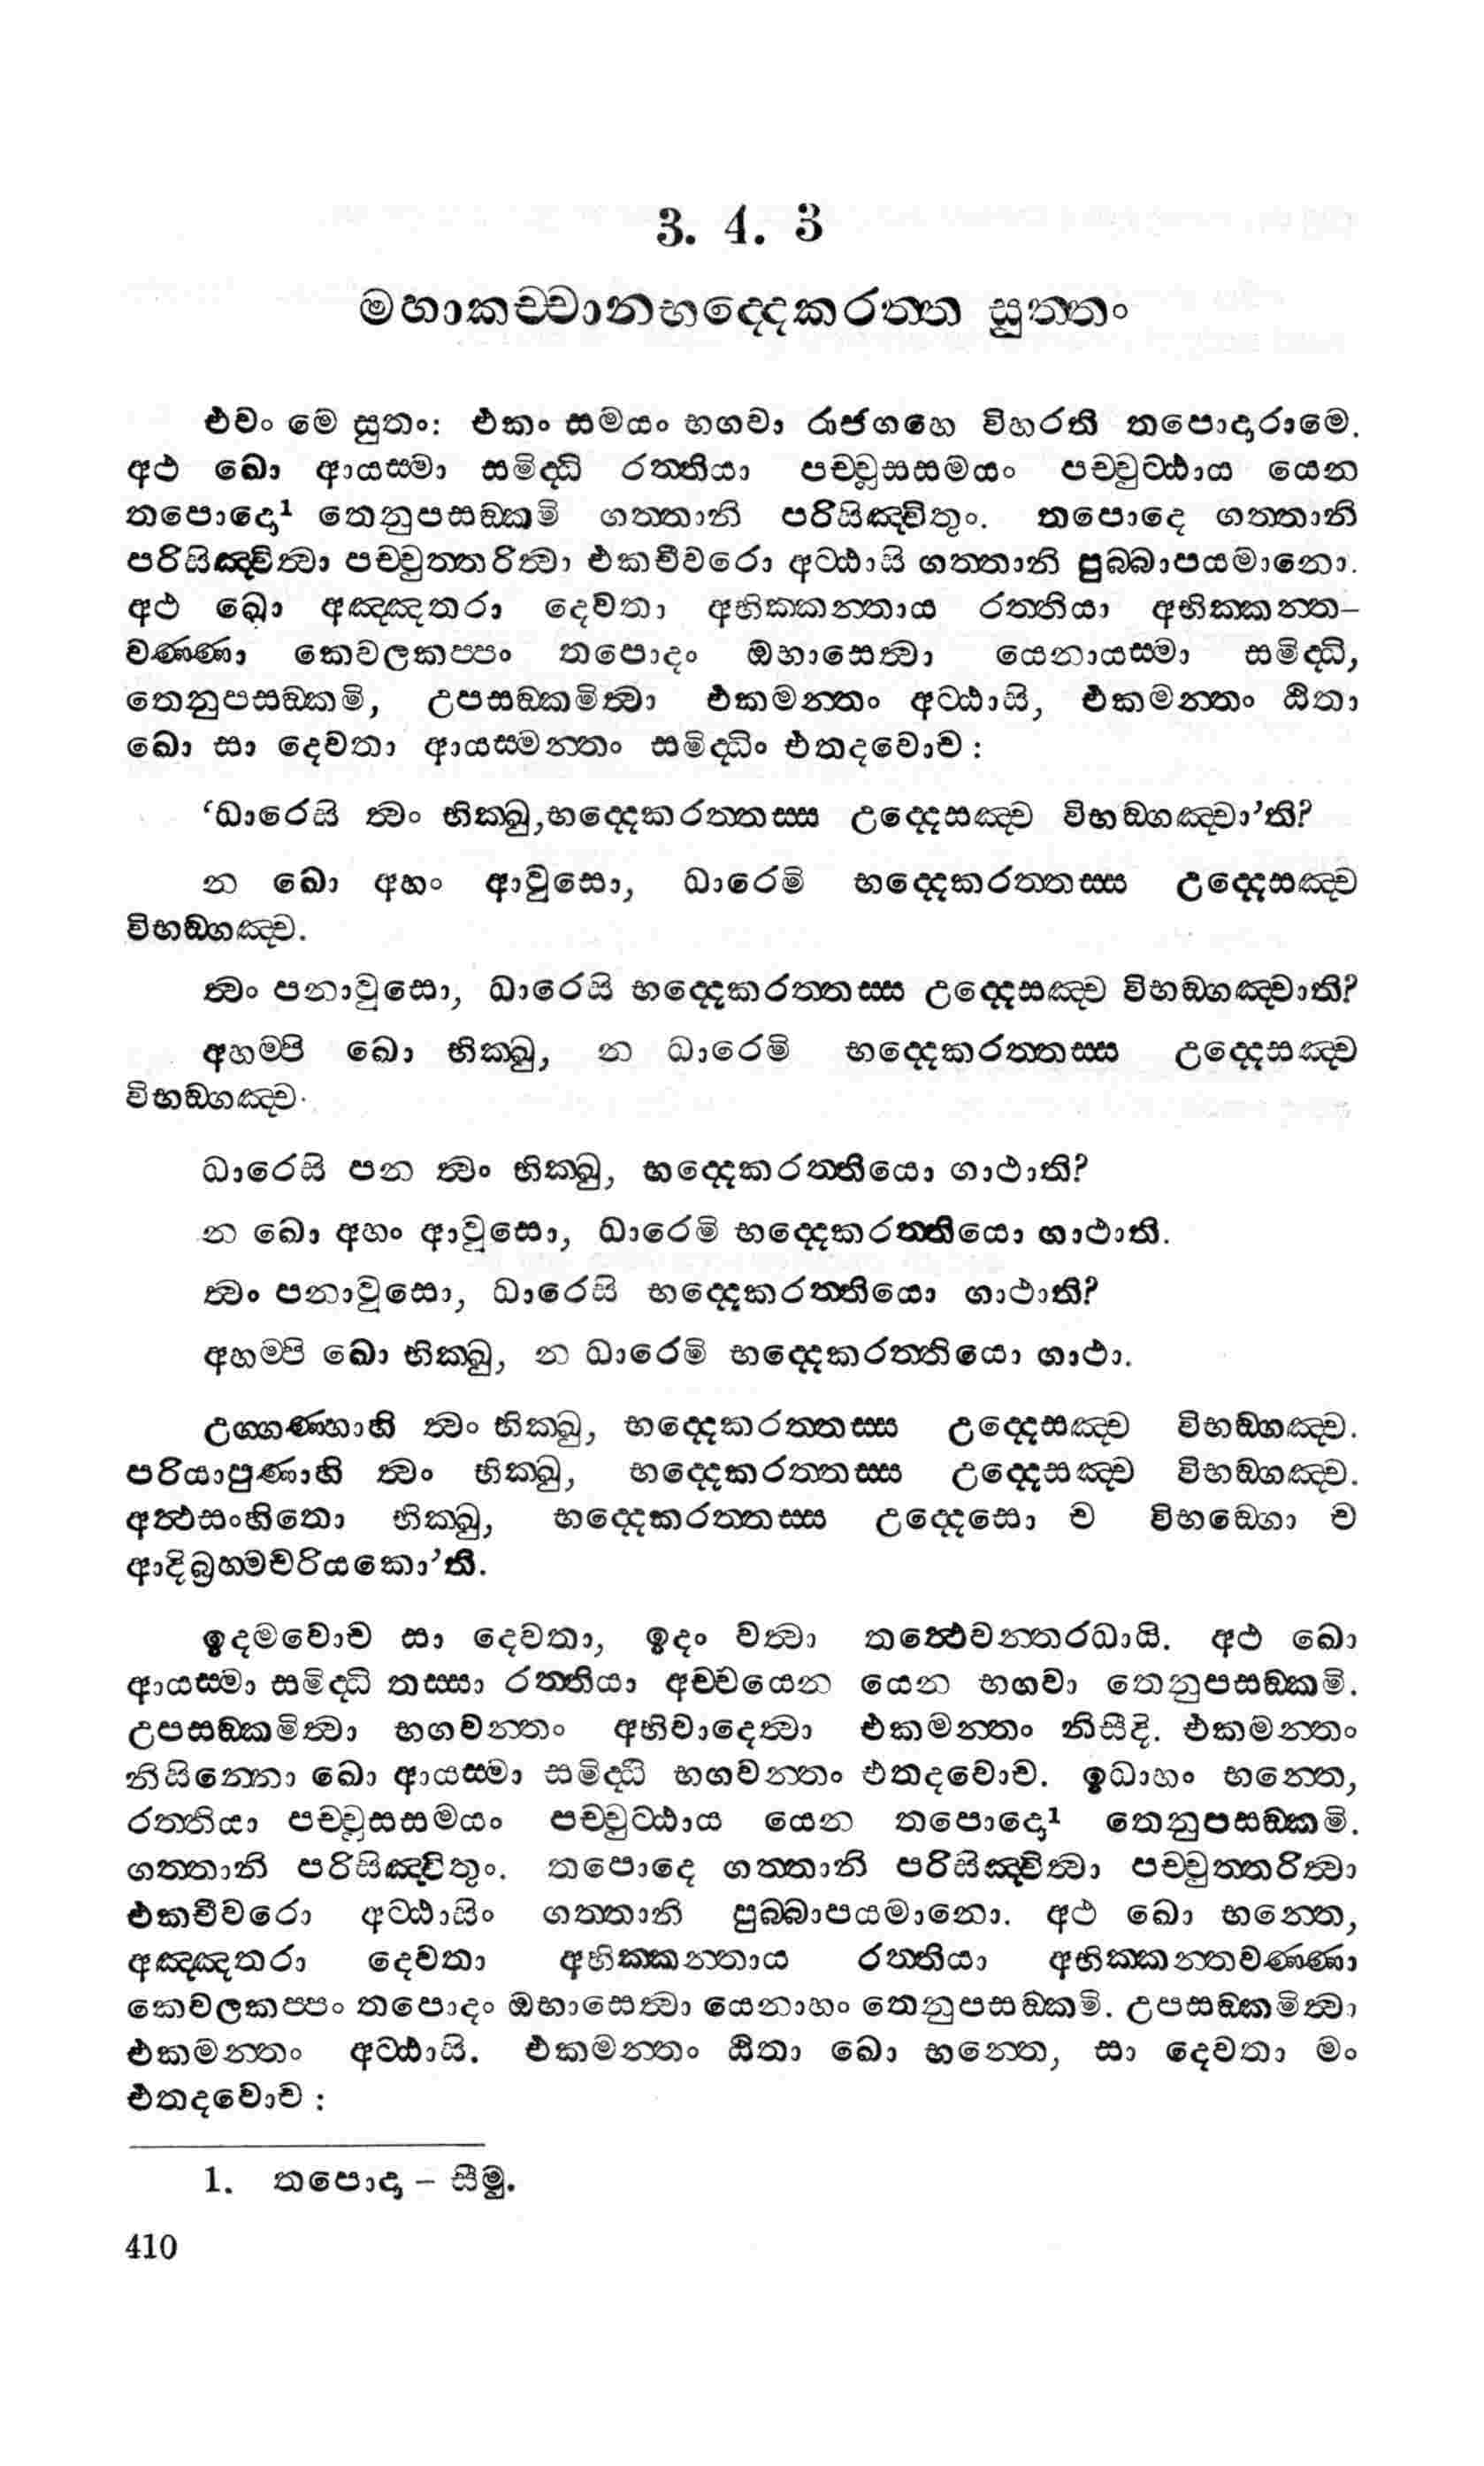 3. 4. 3
මහාකච්චානභද්දෙකරත්ත සුත්තං
එවං මෙ සුතං: එකං සමයං භගවා රාජගහෙ විහරති තපොදාරාමෙ.
අථ ඛො ආයස්මා සමිද්ධි රත්තියා පච්චූසසමයං පච්චුට්ඨාය යෙන
තපොදො¹ තෙනුපසඞ්කමි ගත්තානි පරිසිඤ්චිතුං. තපොදෙ ගත්තානි
පරිසිඤ්චිත්වා පච්චුත්තරිත්වා එකචීවරො අට්ඨාසි ගත්තානි පුබ්බාපයමානො.
අථ ඛො අඤ්ඤතරා දෙවතා අභික්කන්තාය රත්තියා අභික්කන්ත–
වණ්ණා කෙවලකප්පං තපොදං ඔභාසෙත්වා යෙනායස්මා සමිද්ධි,
තෙනුපසඞ්කමි, උපසඞ්කමිත්වා එකමන්තං අට්ඨාසි, එකමන්තං ඨිතා
ඛො සා දෙවතා ආයස්මන්තං සමිද්ධිං එතදවොච :
‘ධාරෙසි ත්වං භික්ඛු,භද්දෙකරත්තස්ස උද්දෙසඤ්ච විභඞ්ගඤ්චා’ති?
න ඛො අහං ආවුසො, ධාරෙමි භද්දෙකරත්තස්ස උද්දෙසඤ්ච
විභඞ්ගඤ්ච.
ත්වං පනාවුසො, ධාරෙසි භද්දෙකරත්තස්ස උද්දෙසඤ්ච විභඞ්ගඤ්චාති?
අහම්පි ඛො භික්ඛු, න ධාරෙමි භද්දෙකරත්තස්ස උද්දෙසඤ්ච
විභඞ්ගඤ්ච.
ධාරෙසි පන ත්වං භික්ඛු, භද්දෙකරත්තියො ගාථාති?
න ඛො අහං ආවුසො, ධාරෙමි භද්දෙකරත්තියො ගාථාති.
ත්වං පනාවුසො, ධාරෙසි භද්දෙකරත්තියො ගාථාති?
අහම්පි ඛො භික්ඛු, න ධාරෙමි භද්දෙකරත්තියො ගාථා.
උග්ගණ්හාහි ත්වං භික්ඛු, භද්දෙකරත්තස්ස උද්දෙසඤ්ච විභඞ්ගඤ්ච.
පරියාපුණාහි ත්වං භික්ඛු, භද්දෙකරත්තස්ස උද්දෙසඤ්ච විභඞ්ගඤ්ච.
අත්ථසංහිතො භික්ඛු, භද්දෙකරත්තස්ස උද්දෙසො ච විභඞ්ගො ච
ආදිබ්‍රහ්මචරියකො’ති.
ඉදමවොච සා දෙවතා, ඉදං වත්වා තත්ථෙවන්තරධායි. අථ ඛො
ආයස්මා සමිද්ධි තස්සා රත්තියා අච්චයෙන යෙන භගවා තෙනුපසඞ්කමි.
උපසඞ්කමිත්වා භගවන්තං අභිවාදෙත්වා එකමන්තං නිසීදි. එකමන්තං
නිසින්නො ඛො ආයස්මා සමිද්ධි භගවන්තං එතදවොච. ඉධාහං භන්තෙ,
රත්තියා පච්චූසසමයං පච්චුට්ඨාය යෙන තපොදො¹ තෙනුපසඞ්කමි.
ගත්තානි පරිසිඤ්චිතුං. තපොදෙ ගත්තානි පරිසිඤ්චිත්වා පච්චුත්තරිත්වා
එකචීවරො අට්ඨාසිං ගත්තානි පුබ්බාපයමානො. අථ ඛො භන්තෙ,
අඤ්ඤතරා දෙවතා අභික්කන්තාය රත්තියා අභික්කන්තවණ්ණා
කෙවලකප්පං තපොදං ඔභාසෙත්වා යෙනාහං තෙනුපසඞ්කමි. උපසඞ්කමිත්වා
එකමන්තං අට්ඨාසි. එකමන්තං ඨිතා ඛො භන්තෙ, සා දෙවතා මං
එතදවොච :
1. තපොදා – සීමු.
410